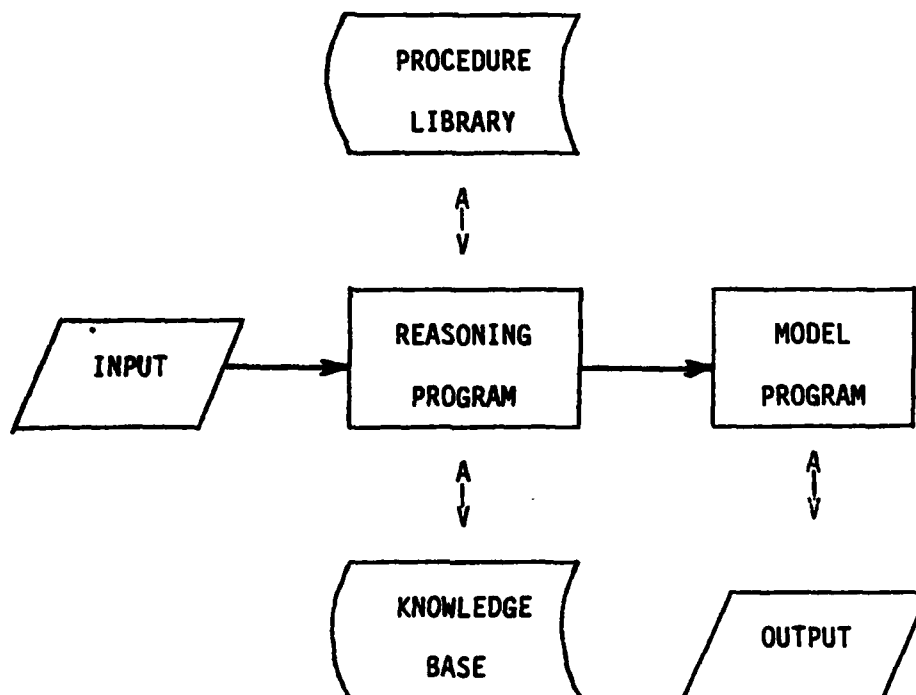 PROCEDURE
LIBRARY
A
V
INPUT
REASONING
PROGRAM
MODEL
PROGRAM
A
V
A
V
KNOWLEDGE
BASE
OUTPUT